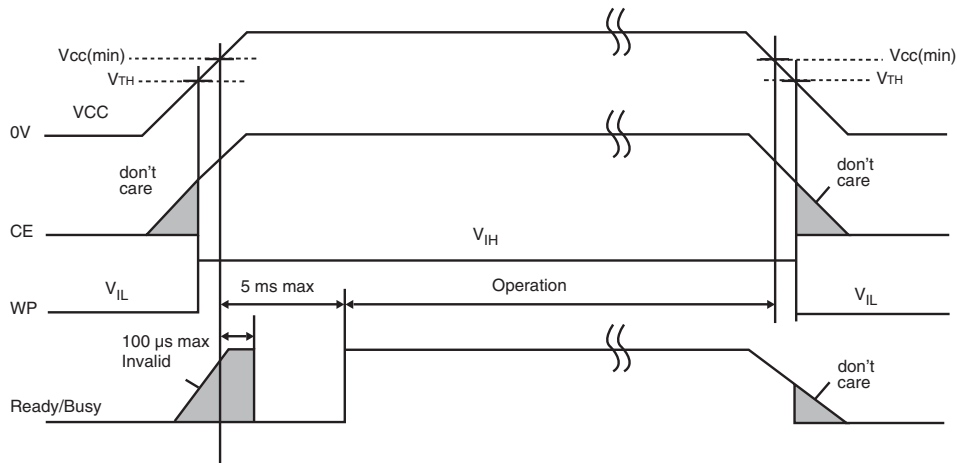 Vcc(min)
VTH
VCC
0V
Vcc(min)
VTH
don't
care
CE
don't
care
VIH
VIL
WP
5 ms max
Operation
VIL
100 µs max
Invalid
Ready/Busy
don't
care